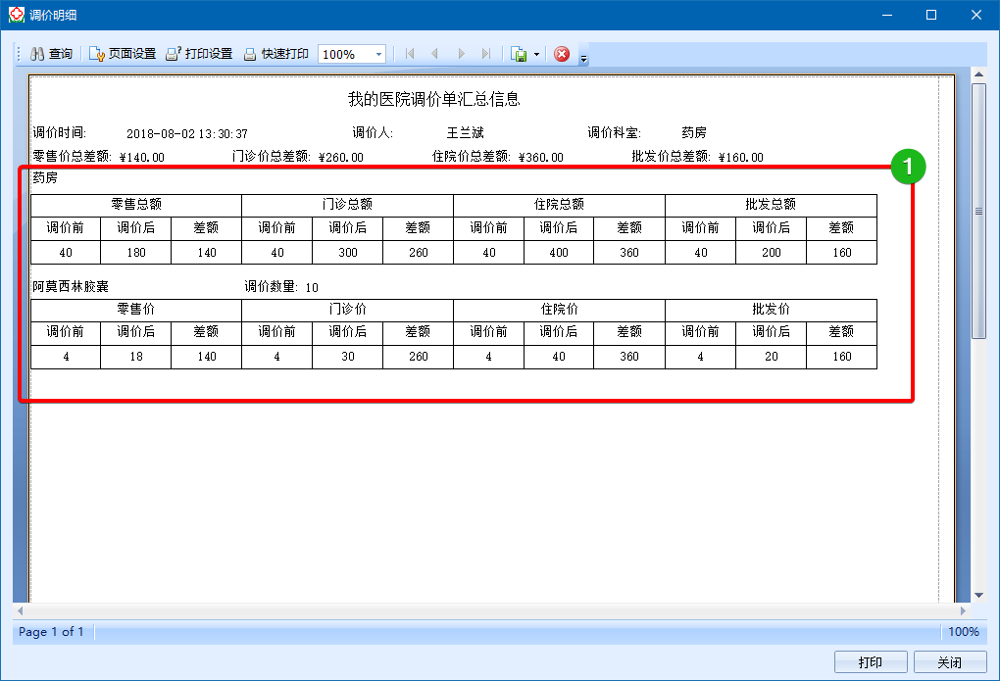 调价明细
查询 页面设置 打印设置 快速打印 100%
我的医院调价单汇总信息
调价时间: 2018-08-02 13:30:37 调价人: 王兰斌 调价科室: 药房
零售价总差额: ¥140.00 门诊价总差额: ¥260.00 住院价总差额: ¥360.00 批发价总差额: ¥160.00
1
药房
零售总额 门诊总额 住院总额 批发总额
调价前 调价后 差额 调价前 调价后 差额 调价前 调价后 差额 调价前 调价后 差额
40 180 140 40 300 260 40 400 360 40 200 160
阿莫西林胶囊 调价数量: 10
零售价 门诊价 住院价 批发价
调价前 调价后 差额 调价前 调价后 差额 调价前 调价后 差额 调价前 调价后 差额
4 18 140 4 30 260 4 40 360 4 20 160
Page 1 of 1 100%
打印 关闭